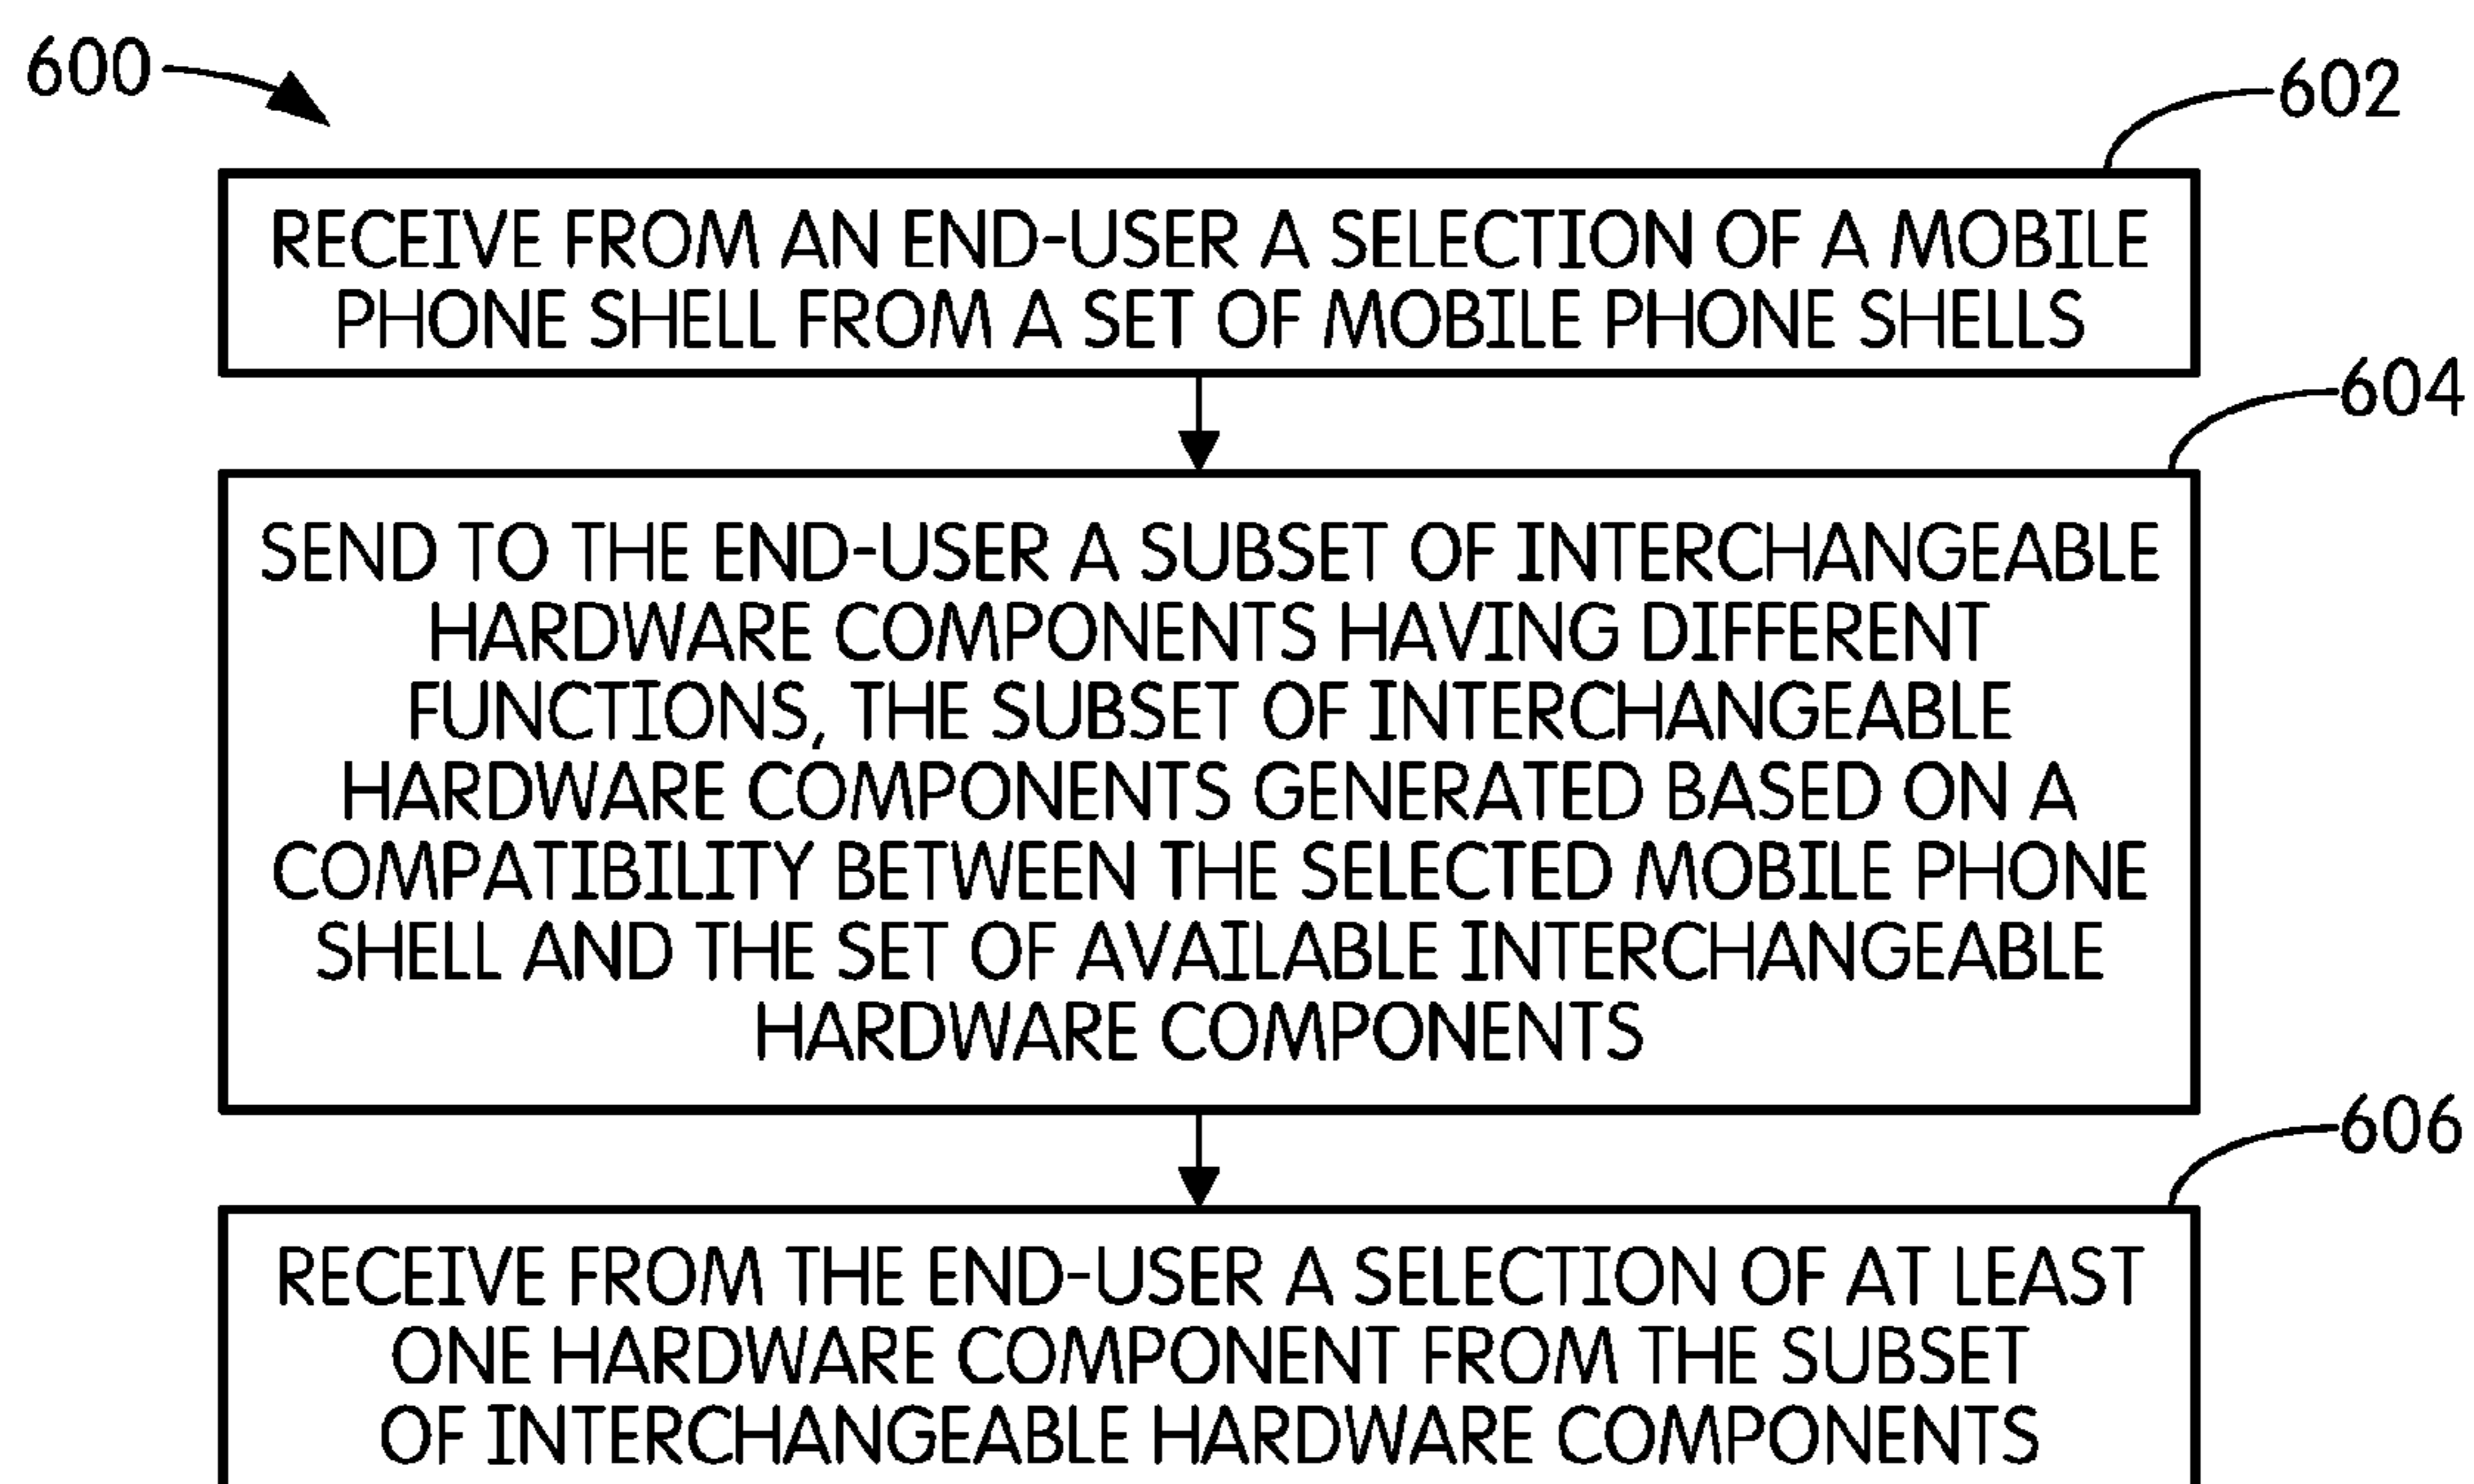 600
602
RECEIVE FROM AN END-USER A SELECTION OF A MOBILE
PHONE SHELL FROM A SET OF MOBILE PHONE SHELLS
604
SEND TO THE END-USER A SUBSET OF INTERCHANGEABLE
HARDWARE COMPONENTS HAVING DIFFERENT
FUNCTIONS, THE SUBSET OF INTERCHANGEABLE
HARDWARE COMPONENTS GENERATED BASED ON A
COMPATIBILITY BETWEEN THE SELECTED MOBILE PHONE
SHELL AND THE SET OF AVAILABLE INTERCHANGEABLE
HARDWARE COMPONENTS
606
RECEIVE FROM THE END-USER A SELECTION OF AT LEAST
ONE HARDWARE COMPONENT FROM THE SUBSET
OF INTERCHANGEABLE HARDWARE COMPONENTS